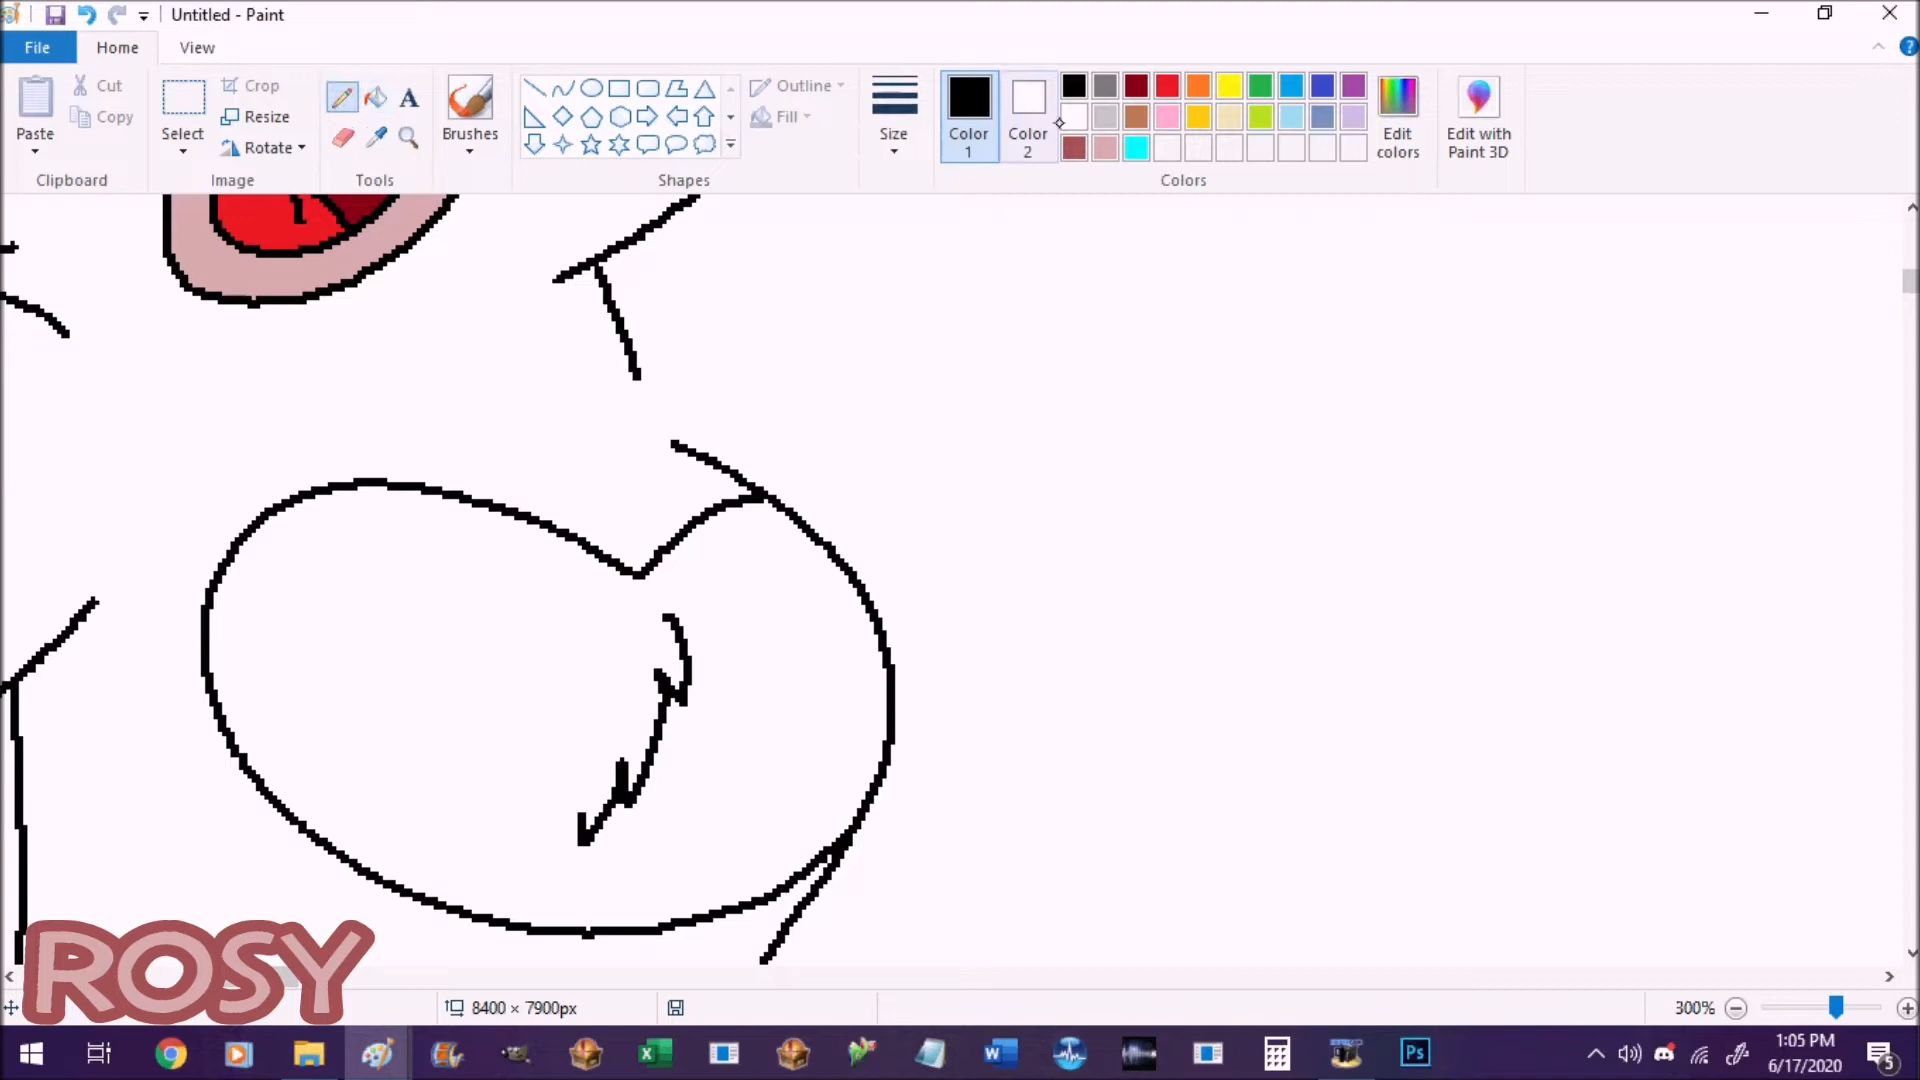 Untitled - Paint
File Home View
Paste
Cut
Copy
Clipboard
Select
Crop
Resize
Rotate
Image
A
Tools
Brushes
Shapes
Outline
Fill
Size
Color 1
Color 2
Edit colors
Colors
Edit with Paint 3D
ROSY
8400 × 7900px
300%
W
Ps
1:05 PM
6/17/2020
5